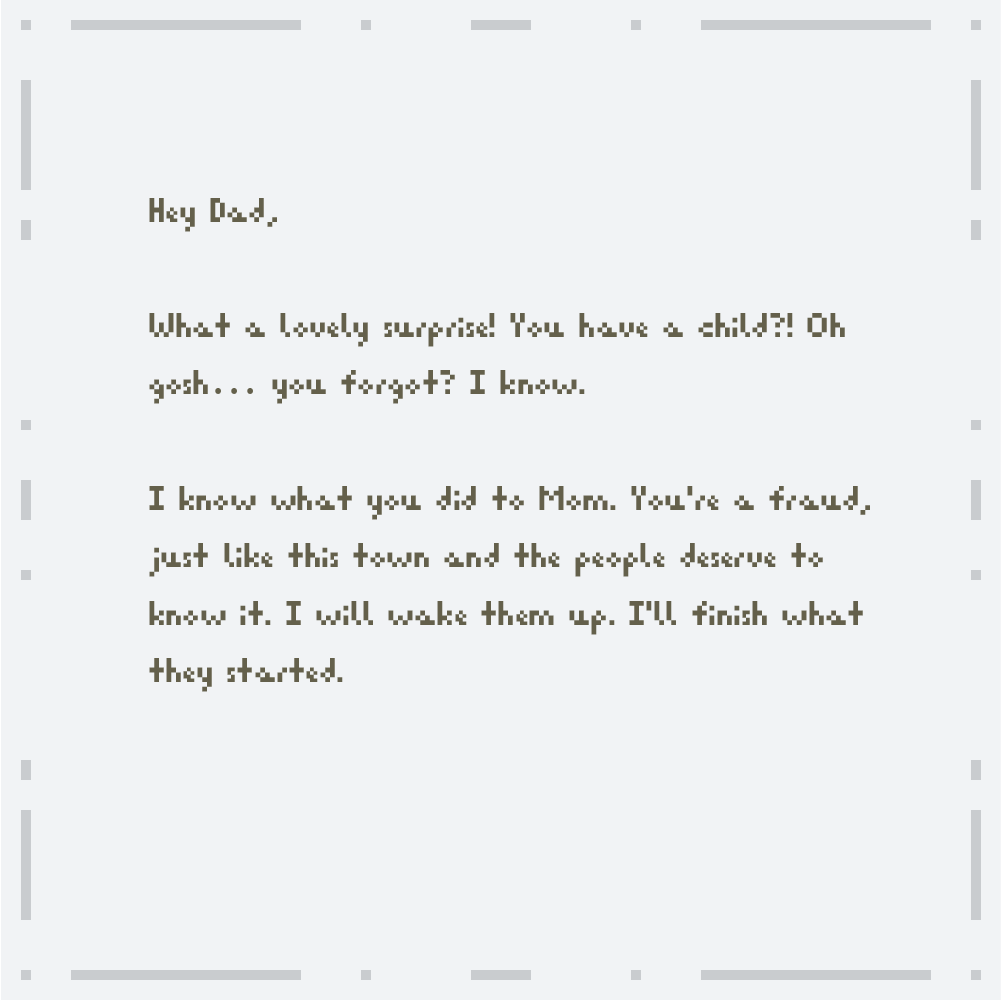 Hey Dad,
What a lovely surprise! You have a child?! Oh
gosh... you forgot? I know.
I know what you did to Mom. You're a fraud,
just like this town and the people deserve to
know it. I will wake them up. I'll finish what
they started.